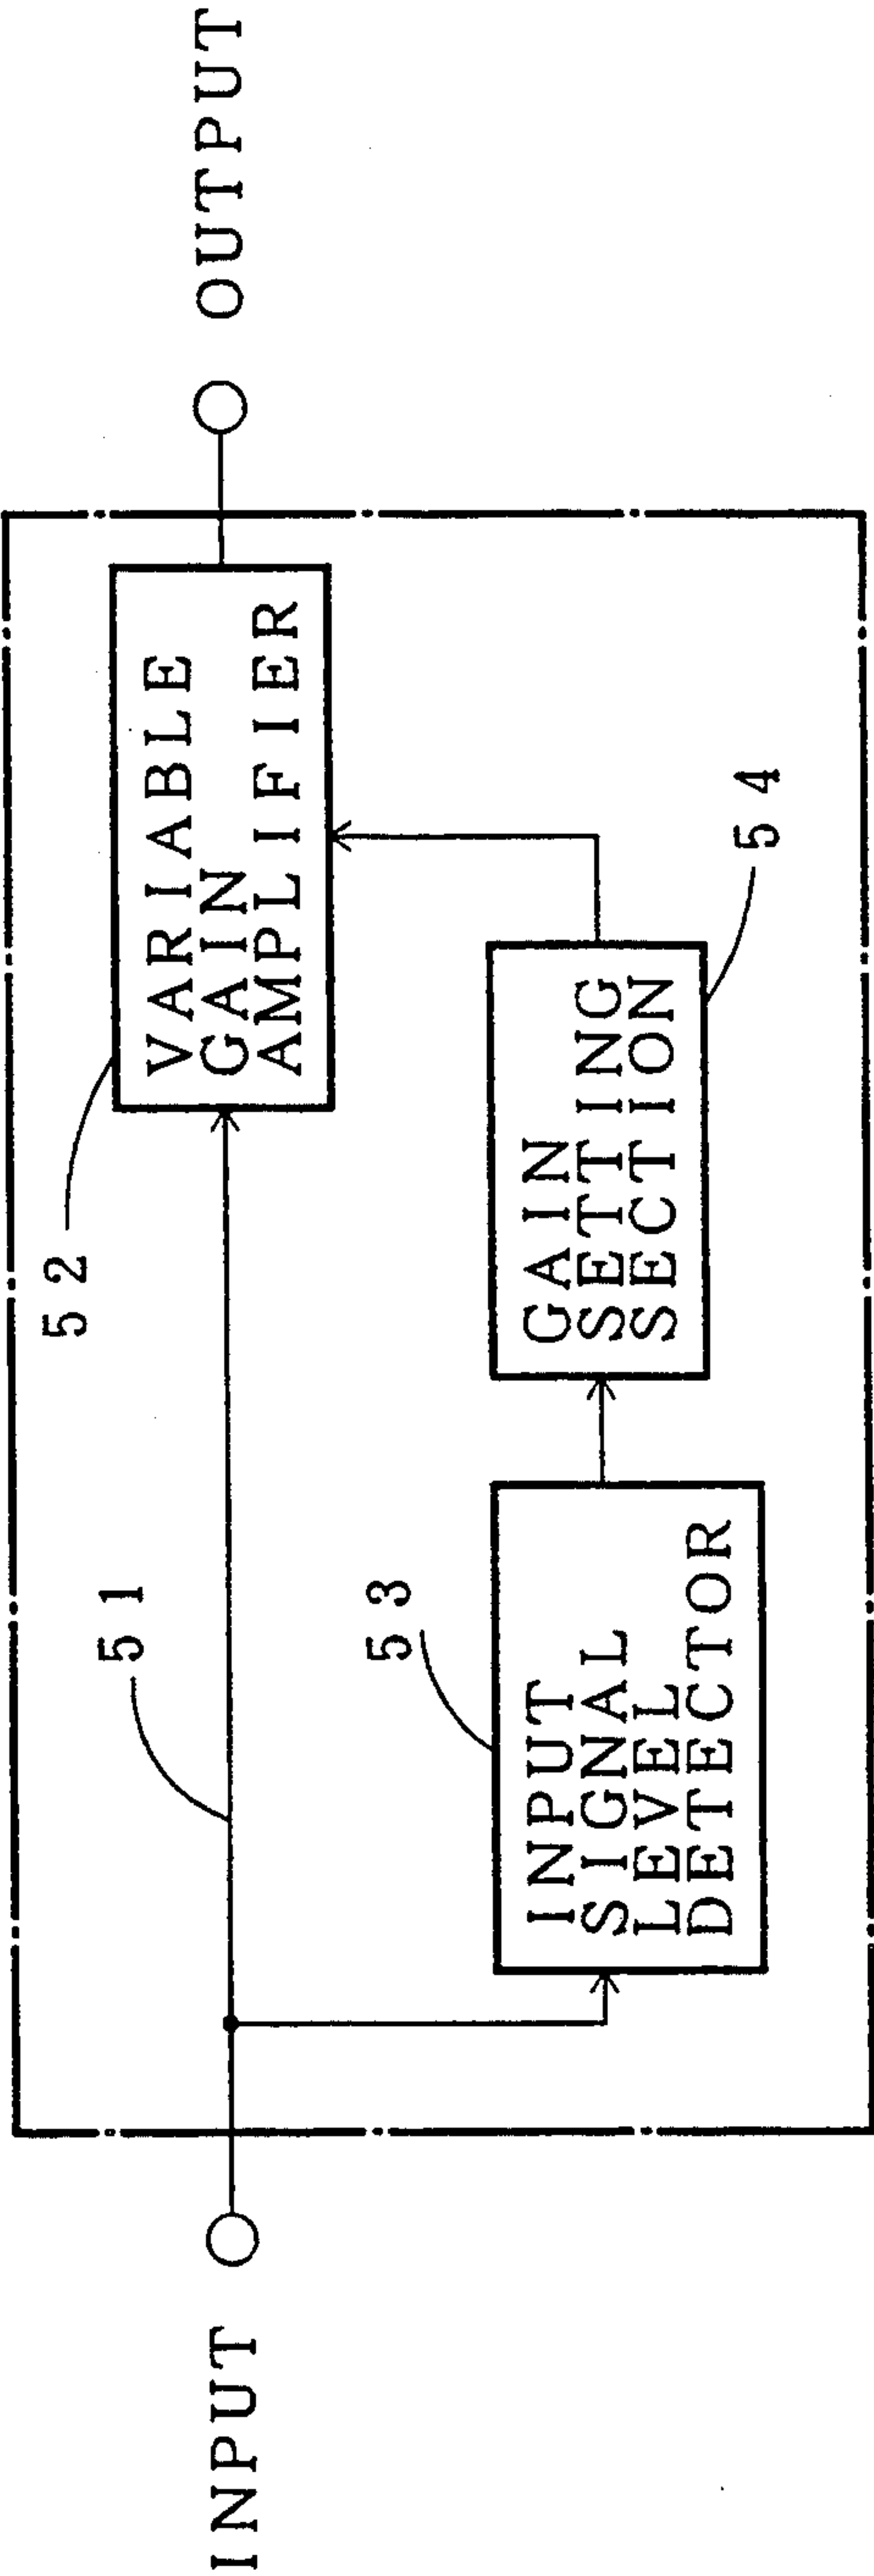 INPUT
51
52
VARIABLE
GAIN
AMPLIFIER
OUTPUT
53
INPUT
SIGNAL
LEVEL
DETECTOR
GAIN
SETTING
SECTION
54